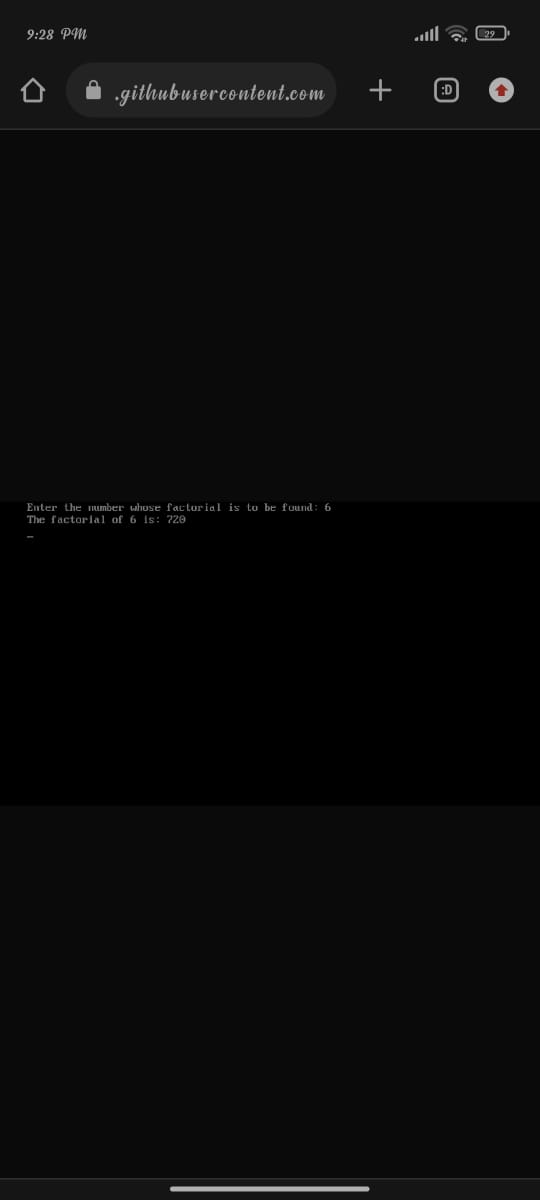 9:28 PM
29
.githubusercontent.com
:D
Enter the number whose factorial is to be found: 6
The factorial of 6 is: 720
_